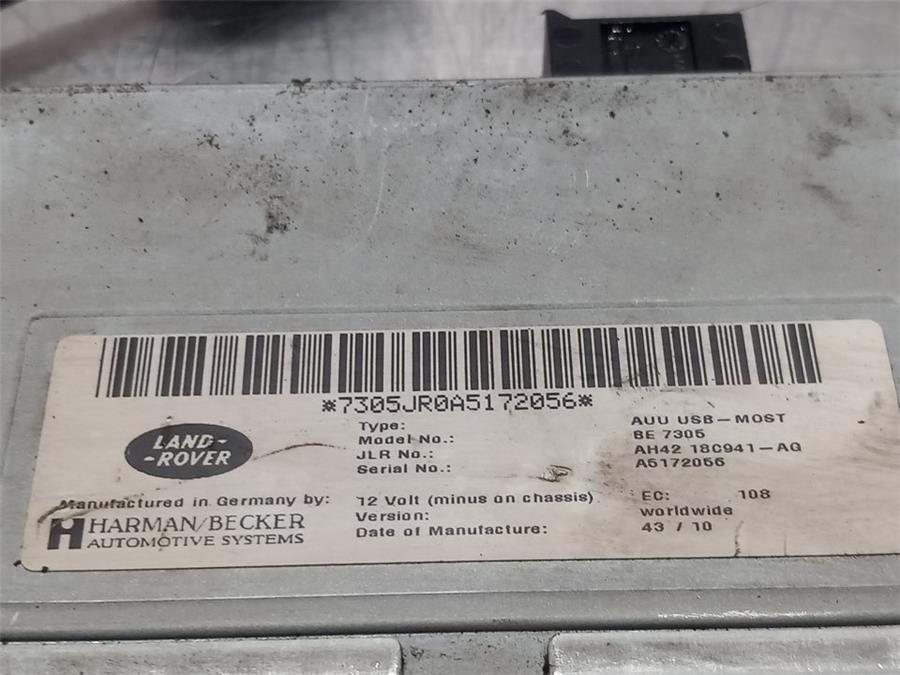 *7305JR0A5172056*
LAND-
-ROVER
Type: AUU USB-MOST
Model No.: BE 7305
JLR No.: AH42 18C941-AG
Serial No.: A5172056
Manufactured in Germany by:
HARMAN/BECKER
AUTOMOTIVE SYSTEMS
12 Volt (minus on chassis) EC: 108
Version: worldwide
Date of Manufacture: 43 / 10